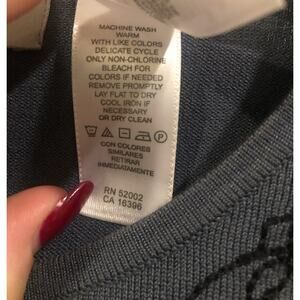 MACHINE WASH
WARM
WITH LIKE COLORS
DELICATE CYCLE
ONLY NON-CHLORINE
BLEACH FOR
COLORS IF NEEDED
REMOVE PROMPTLY
LAY FLAT TO DRY
COOL IRON IF
NECESSARY
OR DRY CLEAN
CON COLORES
SIMILARES
RETIRAR
INMEDIATAMENTE
RN 52002
CA 16396